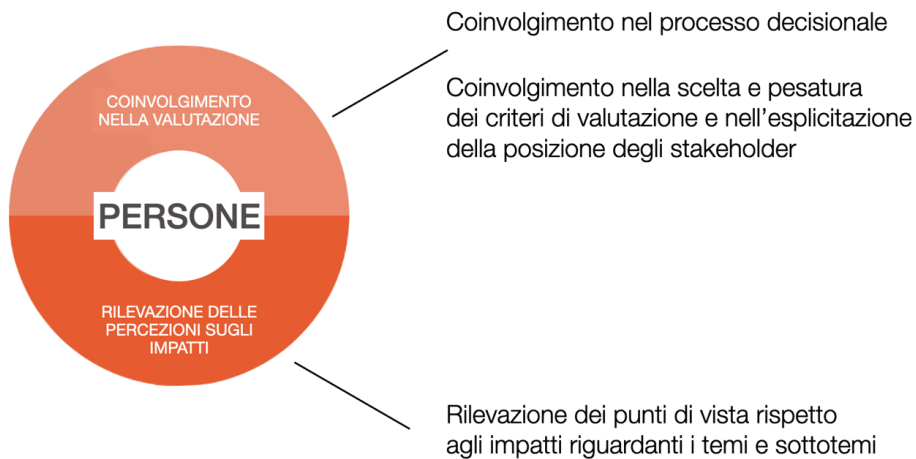 Coinvolgimento nel processo decisionale
Coinvolgimento nella scelta e pesatura
dei criteri di valutazione e nell'esplicitazione
della posizione degli stakeholder
COINVOLGIMENTO
NELLA VALUTAZIONE
PERSONE
RILEVAZIONE DELLE
PERCEZIONI SUGLI
IMPATTI
Rilevazione dei punti di vista rispetto
agli impatti riguardanti i temi e sottotemi